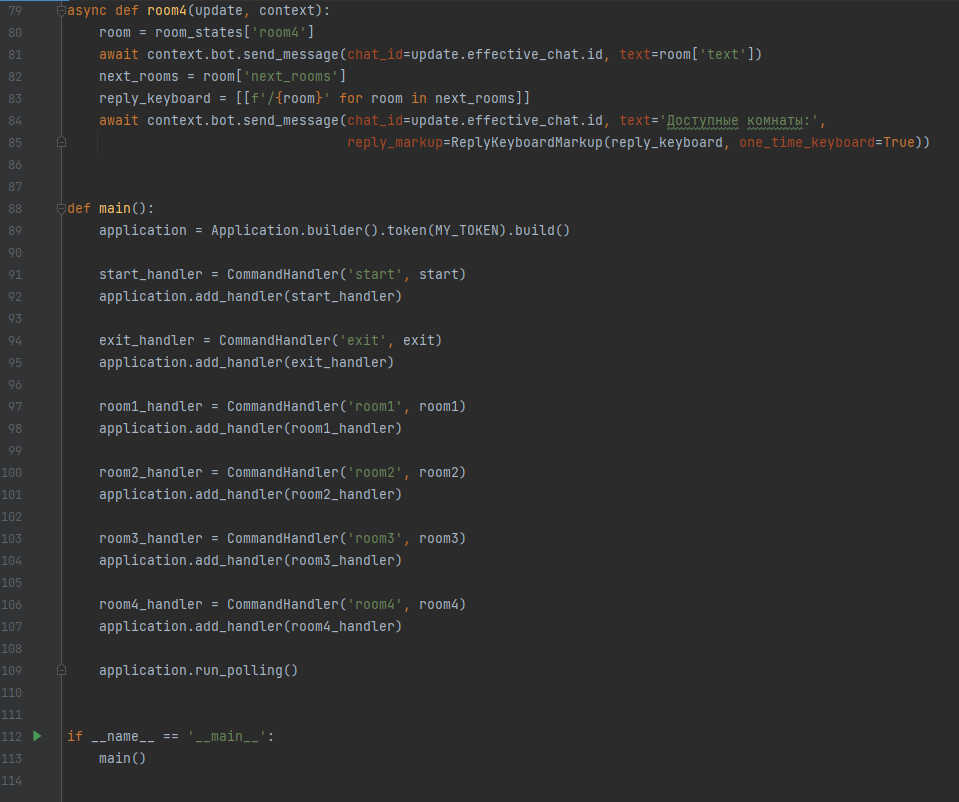 79 async def room4(update, context):
80     room = room_states['room4']
81     await context.bot.send_message(chat_id=update.effective_chat.id, text=room['text'])
82     next_rooms = room['next_rooms']
83     reply_keyboard = [[f'/{room}' for room in next_rooms]]
84     await context.bot.send_message(chat_id=update.effective_chat.id, text='Доступные комнаты:',
85                                    reply_markup=ReplyKeyboardMarkup(reply_keyboard, one_time_keyboard=True))
86
87
88 def main():
89     application = Application.builder().token(MY_TOKEN).build()
90
91     start_handler = CommandHandler('start', start)
92     application.add_handler(start_handler)
93
94     exit_handler = CommandHandler('exit', exit)
95     application.add_handler(exit_handler)
96
97     room1_handler = CommandHandler('room1', room1)
98     application.add_handler(room1_handler)
99
100     room2_handler = CommandHandler('room2', room2)
101     application.add_handler(room2_handler)
102
103     room3_handler = CommandHandler('room3', room3)
104     application.add_handler(room3_handler)
105
106     room4_handler = CommandHandler('room4', room4)
107     application.add_handler(room4_handler)
108
109     application.run_polling()
110
111
112 if __name__ == '__main__':
113     main()
114